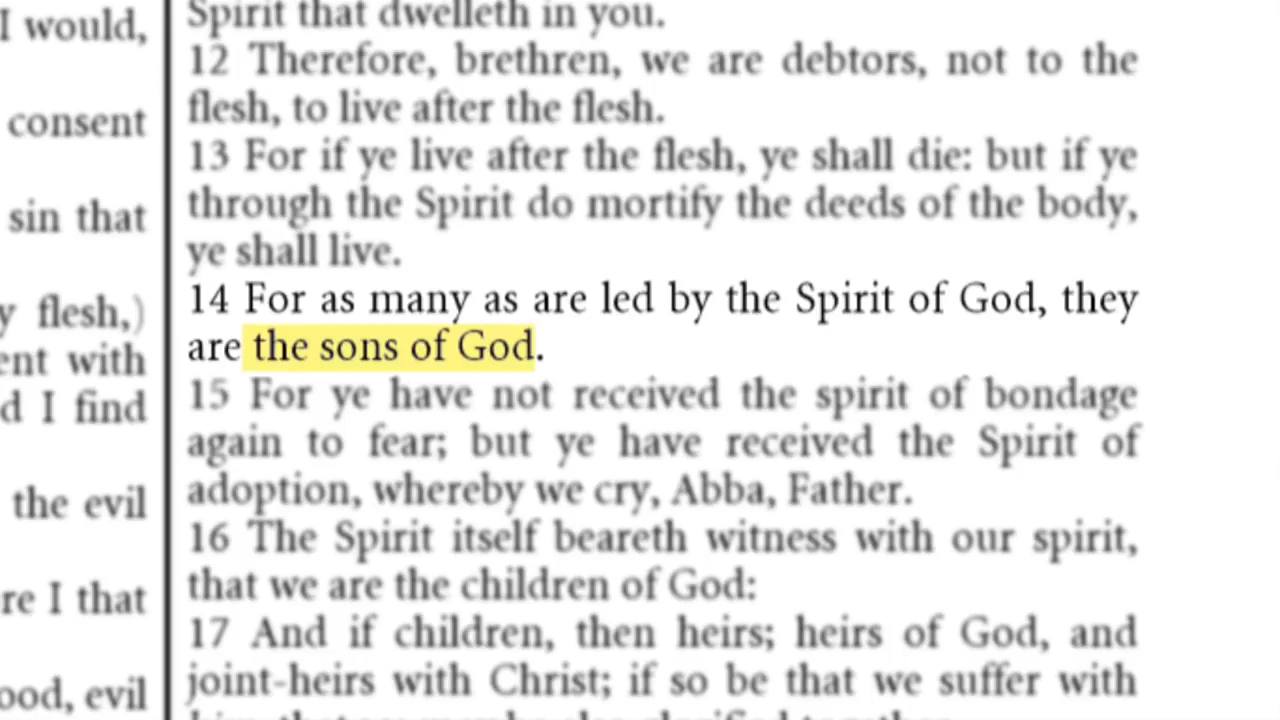 I would,
consent
sin that
y flesh,)
ent with
d I find
the evil
re I that
ood, evil
Spirit that dwelleth in you.
12 Therefore, brethren, we are debtors, not to the
flesh, to live after the flesh.
13 For if ye live after the flesh, ye shall die: but if ye
through the Spirit do mortify the deeds of the body,
ye shall live.
14 For as many as are led by the Spirit of God, they
are the sons of God.
15 For ye have not received the spirit of bondage
again to fear; but ye have received the Spirit of
adoption, whereby we cry, Abba, Father.
16 The Spirit itself beareth witness with our spirit,
that we are the children of God:
17 And if children, then heirs; heirs of God, and
joint-heirs with Christ; if so be that we suffer with